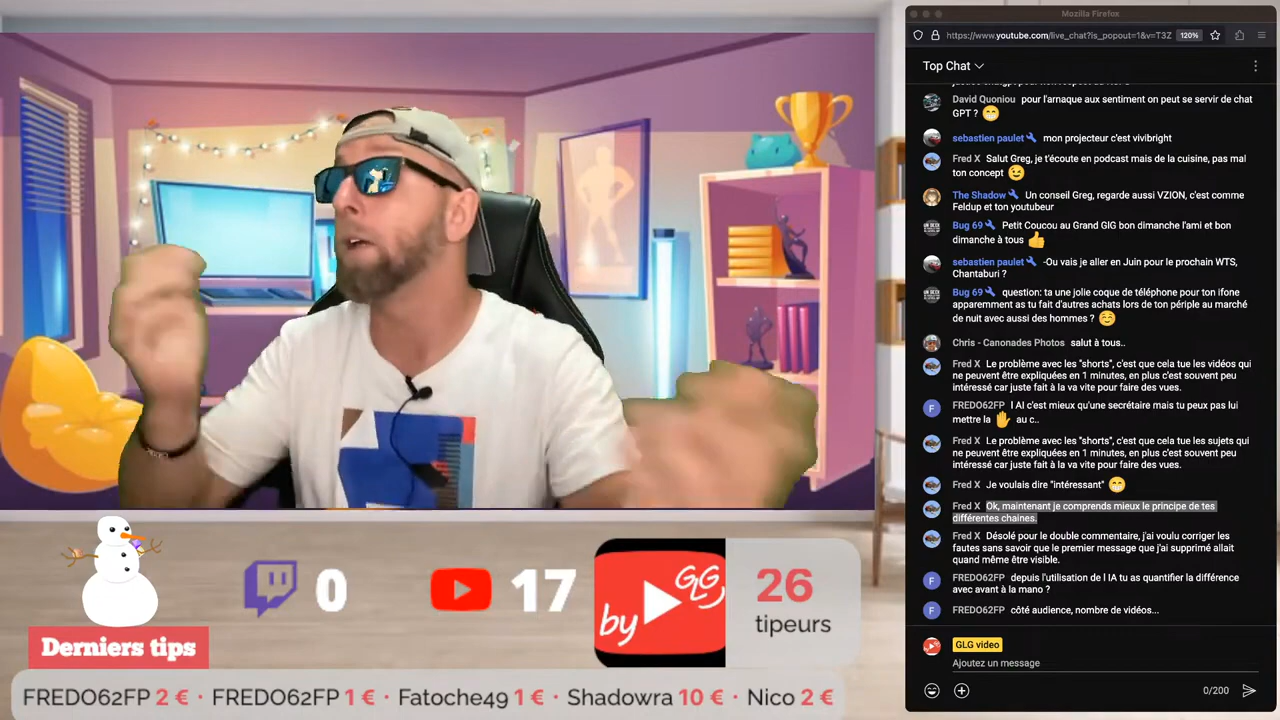 Mozilla Firefox
https://www.youtube.com/live_chat?is_popout=1&v=T3Z
120%
Top Chat
David Quoniou pour l'arnaque aux sentiment on peut se servir de chat
GPT ? 😁
sebastien paulet mon projecteur c'est vivibright
Fred X Salut Greg, je t'écoute en podcast mais de la cuisine, pas mal
ton concept 😉
The Shadow Un conseil Greg, regarde aussi VZION, c'est comme
Feldup et ton youtubeur
Bug 69 Petit Coucou au Grand GIG bon dimanche l'ami et bon
dimanche à tous 👍
sebastien paulet -Ou vais je aller en Juin pour le prochain WTS,
Chantaburi ?
Bug 69 question: ta une jolie coque de téléphone pour ton ifone
apparemment as tu fait d'autres achats lors de ton périple au marché
de nuit avec aussi des hommes ? ☺️
Chris - Canonades Photos salut à tous..
Fred X Le problème avec les "shorts", c'est que cela tue les vidéos qui
ne peuvent être expliquées en 1 minutes, en plus c'est souvent peu
intéressé car juste fait à la va vite pour faire des vues.
F
FREDO62FP l AI c'est mieux qu'une secrétaire mais tu peux pas lui
mettre la ✋ au c..
Fred X Le problème avec les "shorts", c'est que cela tue les sujets qui
ne peuvent être expliquées en 1 minutes, en plus c'est souvent peu
intéressé car juste fait à la va vite pour faire des vues.
Fred X Je voulais dire "intéressant" 😁
Fred X Ok, maintenant je comprends mieux le principe de tes
différentes chaines.
Fred X Désolé pour le double commentaire, j'ai voulu corriger les
fautes sans savoir que le premier message que j'ai supprimé allait
quand même être visible.
F
FREDO62FP depuis l'utilisation de l IA tu as quantifier la différence
avec avant à la mano ?
F
FREDO62FP côté audience, nombre de vidéos...
GLG video
Ajoutez un message
0/200
0
17
by GLG
26
tipeurs
Derniers tips
FREDO62FP 2 € · FREDO62FP 1 € · Fatoche49 1 € · Shadowra 10 € · Nico 2 €